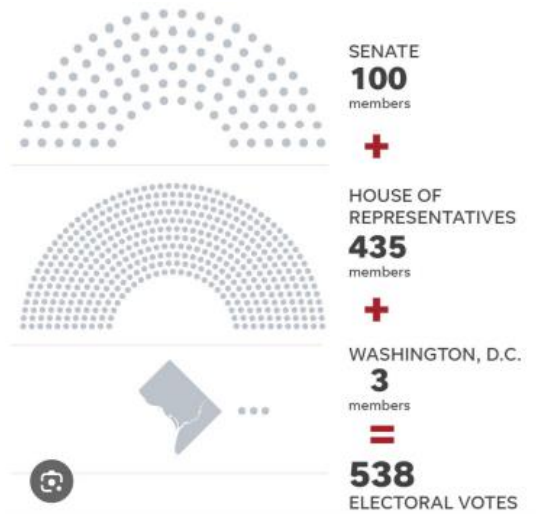 SENATE
100
members
+
HOUSE OF
REPRESENTATIVES
435
members
+
WASHINGTON, D.C.
3
members
=
538
ELECTORAL VOTES